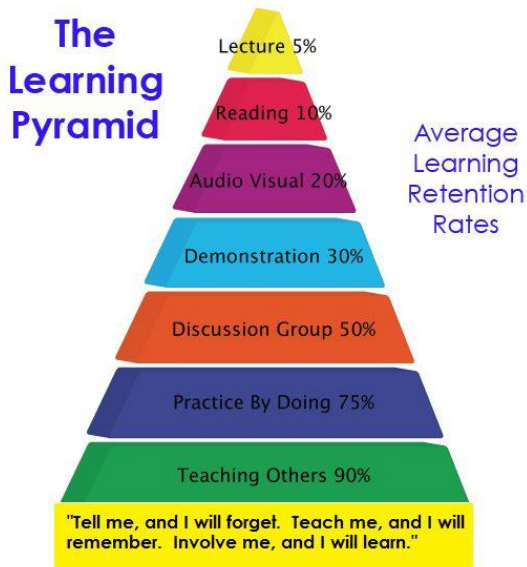 The
Learning
Pyramid
Lecture 5%
Reading 10%
Audio Visual 20%
Demonstration 30%
Discussion Group 50%
Practice By Doing 75%
Teaching Others 90%
Average
Learning
Retention
Rates
"Tell me, and I will forget.  Teach me, and I will
remember.  Involve me, and I will learn."